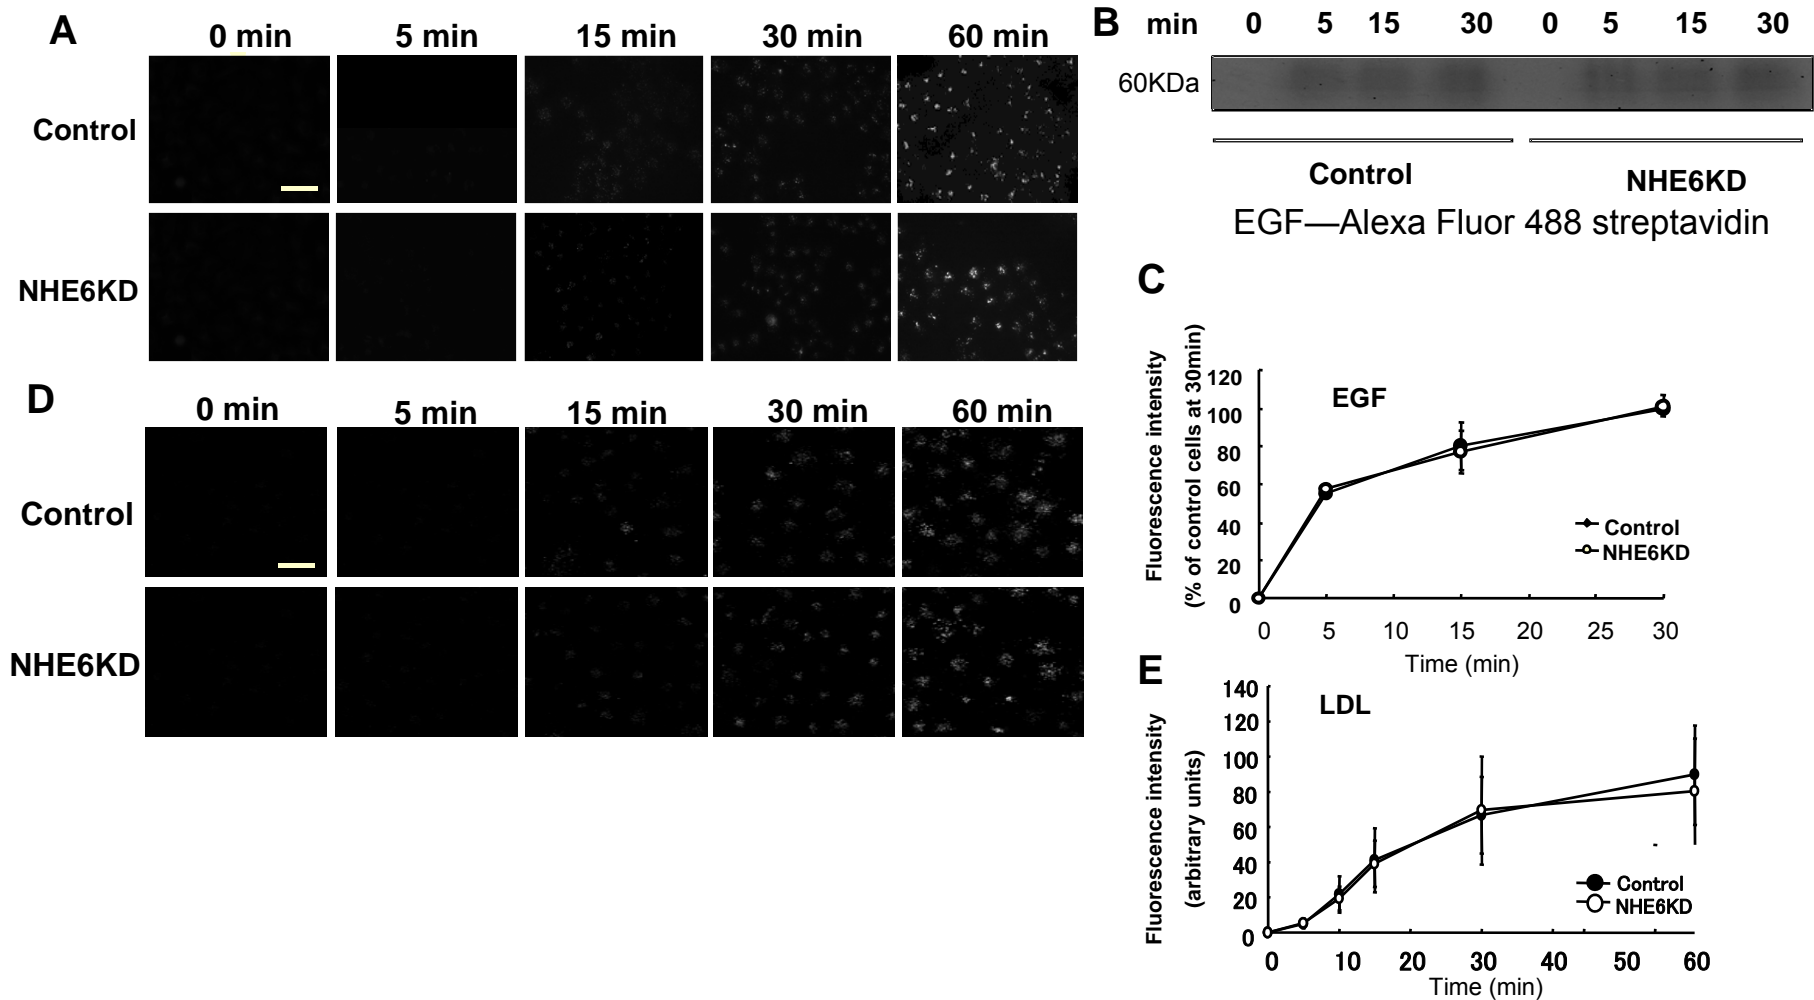 A
0 min 5 min 15 min 30 min 60 min
Control
NHE6KD
B
min 0 5 15 30 0 5 15 30
60KDa
Control NHE6KD
EGF—Alexa Fluor 488 streptavidin
C
Fluorescence intensity
(% of control cells at 30min)
120
100
80
60
40
20
0
EGF
Control
NHE6KD
0 5 10 15 20 25 30
Time (min)
D
0 min 5 min 15 min 30 min 60 min
Control
NHE6KD
E
Fluorescence intensity
(arbitrary units)
140
120
100
80
60
40
20
0
LDL
Control
NHE6KD
0 10 20 30 40 50 60
Time (min)